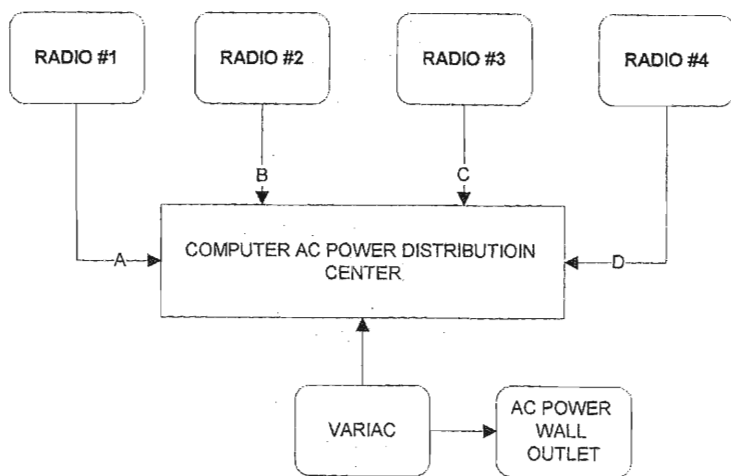 RADIO #1
RADIO #2
RADIO #3
RADIO #4
B
C
A
COMPUTER AC POWER DISTRIBUTIOIN
CENTER
D
VARIAC
AC POWER
WALL
OUTLET